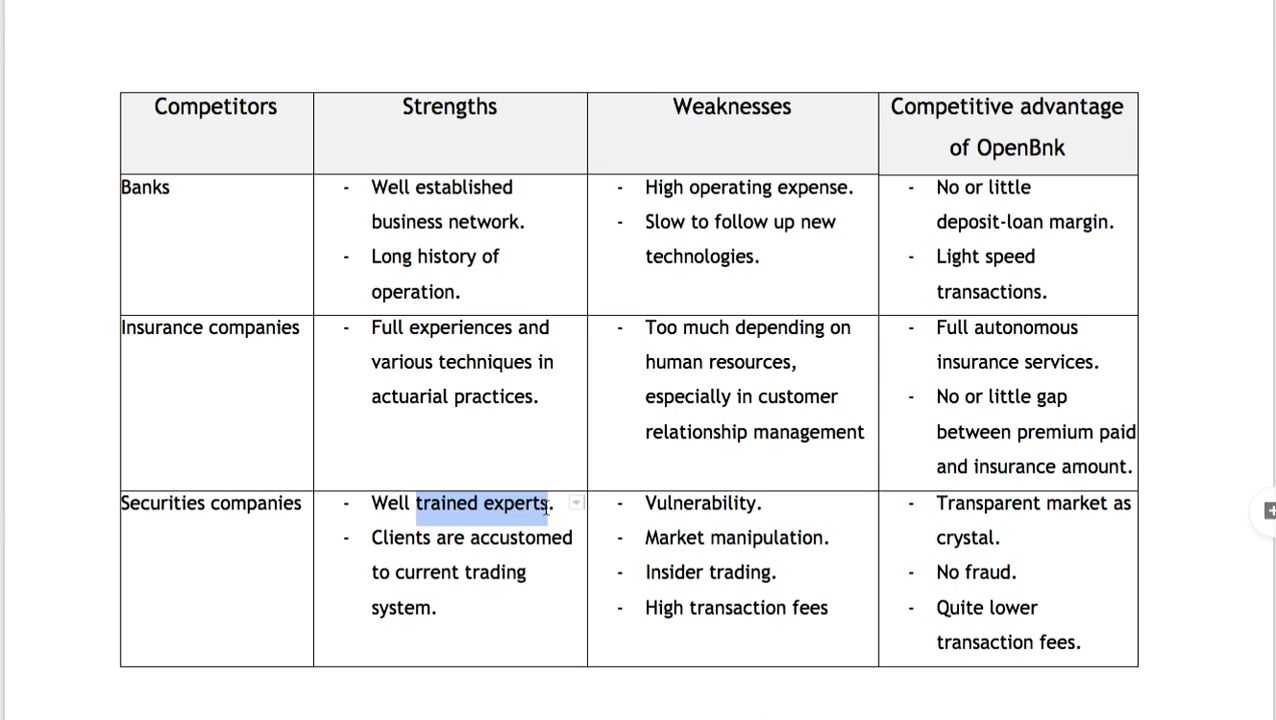 Competitors
Strengths
Weaknesses
Competitive advantage
of OpenBnk
Banks
- Well established
business network.
- Long history of
operation.
- High operating expense.
- Slow to follow up new
technologies.
- No or little
deposit-loan margin.
- Light speed
transactions.
Insurance companies
- Full experiences and
various techniques in
actuarial practices.
- Too much depending on
human resources,
especially in customer
relationship management
- Full autonomous
insurance services.
- No or little gap
between premium paid
and insurance amount.
Securities companies
- Well trained experts.
- Clients are accustomed
to current trading
system.
- Vulnerability.
- Market manipulation.
- Insider trading.
- High transaction fees
- Transparent market as
crystal.
- No fraud.
- Quite lower
transaction fees.